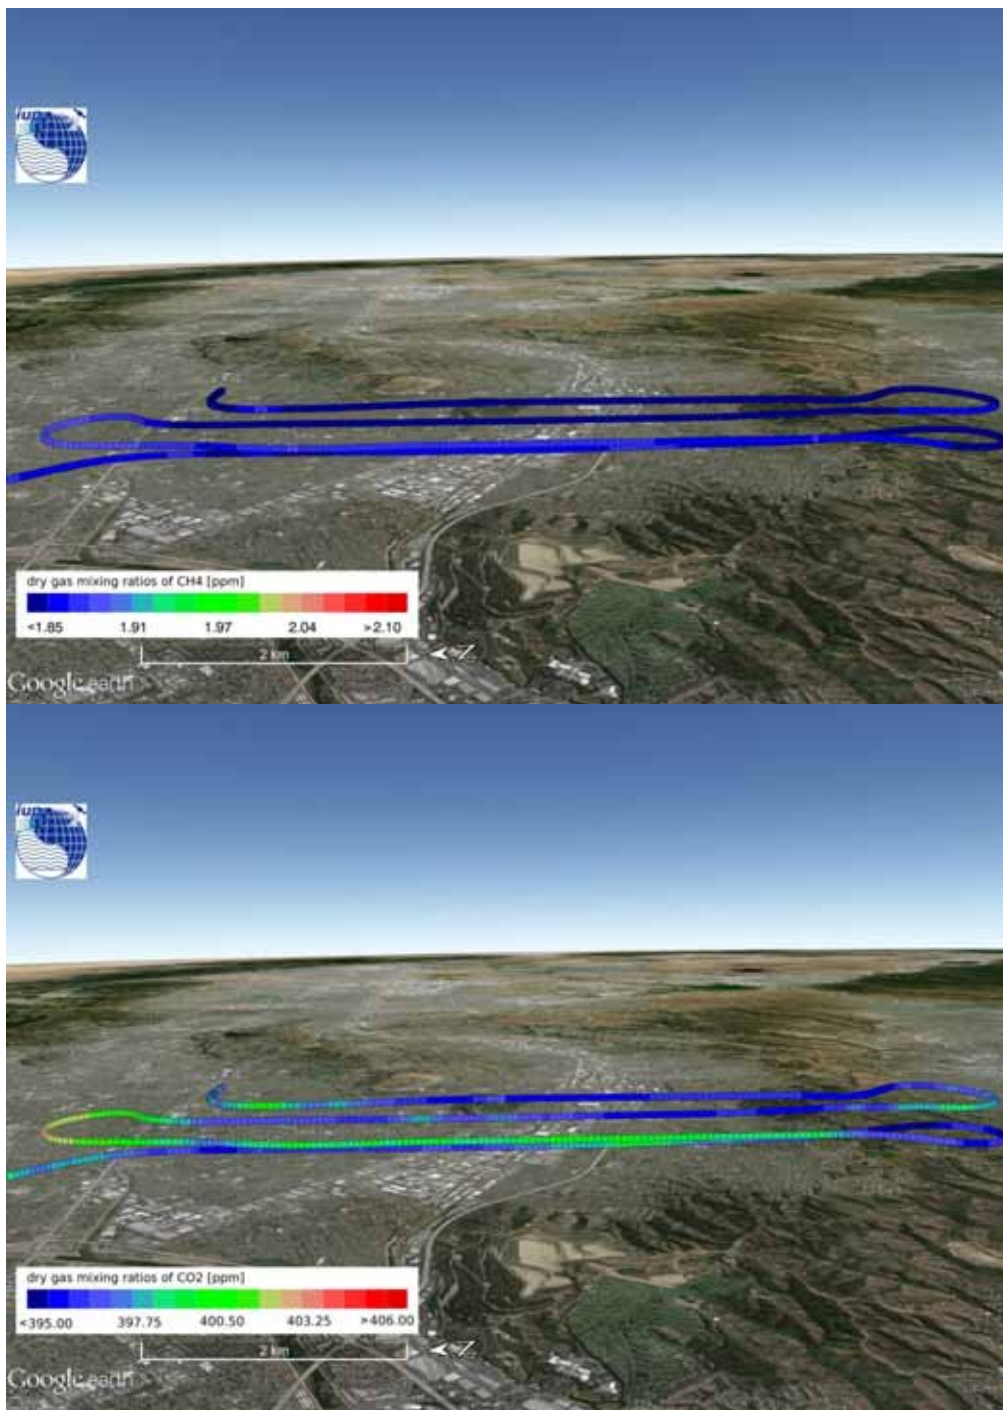 iup
dry gas mixing ratios of CH4 [ppm]
<1.85 1.91 1.97 2.04 >2.10
2 km
Google earth
iup
dry gas mixing ratios of CO2 [ppm]
<395.00 397.75 400.50 403.25 >406.00
2 km
Google earth